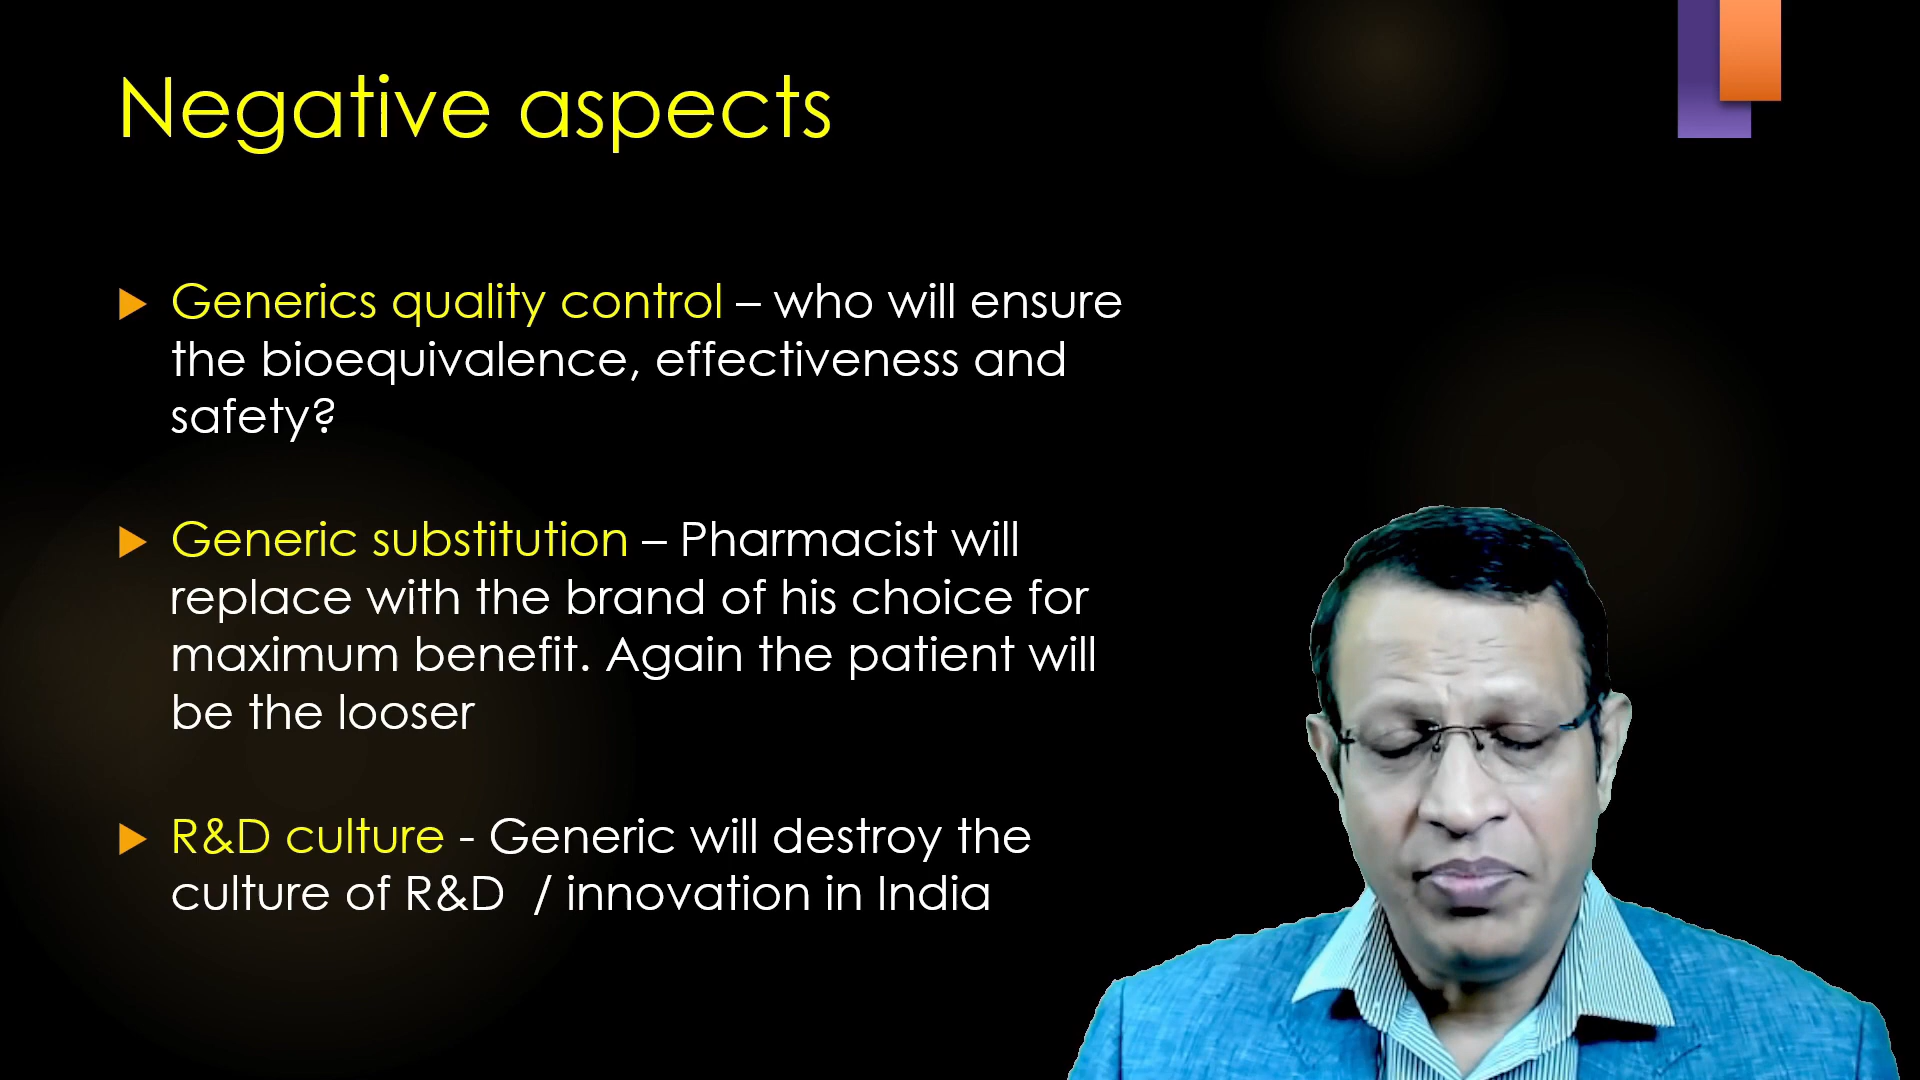 Negative aspects
Generics quality control – who will ensure
the bioequivalence, effectiveness and
safety?
Generic substitution – Pharmacist will
replace with the brand of his choice for
maximum benefit. Again the patient will
be the looser
R&D culture - Generic will destroy the
culture of R&D  / innovation in India